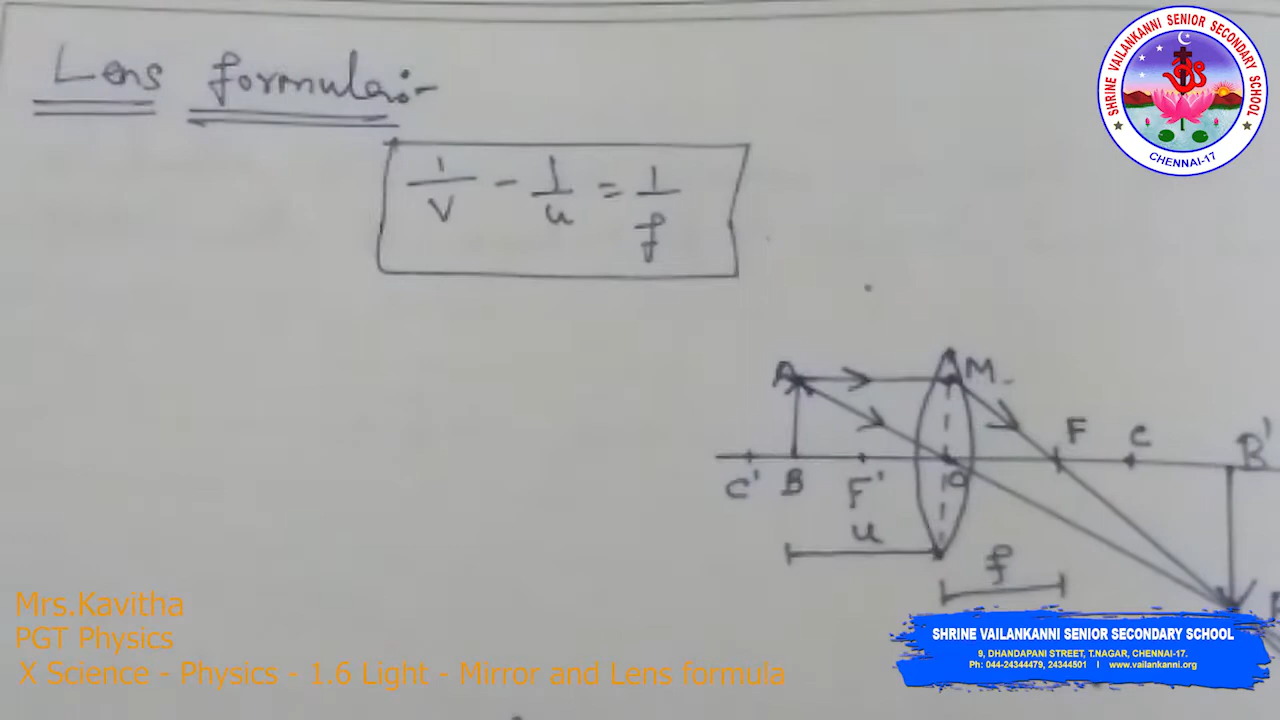 Lens formula:-
1/v - 1/u = 1/f
A M
F C B'
C' B F' O
u
f
SHRINE VAILANKANNI SENIOR SECONDARY SCHOOL
CHENNAI-17
Mrs.Kavitha
PGT Physics
X Science - Physics - 1.6 Light - Mirror and Lens formula
SHRINE VAILANKANNI SENIOR SECONDARY SCHOOL
9, DHANDAPANI STREET, T.NAGAR, CHENNAI-17.
Ph: 044-24344479, 24344501 I www.vailankanni.org